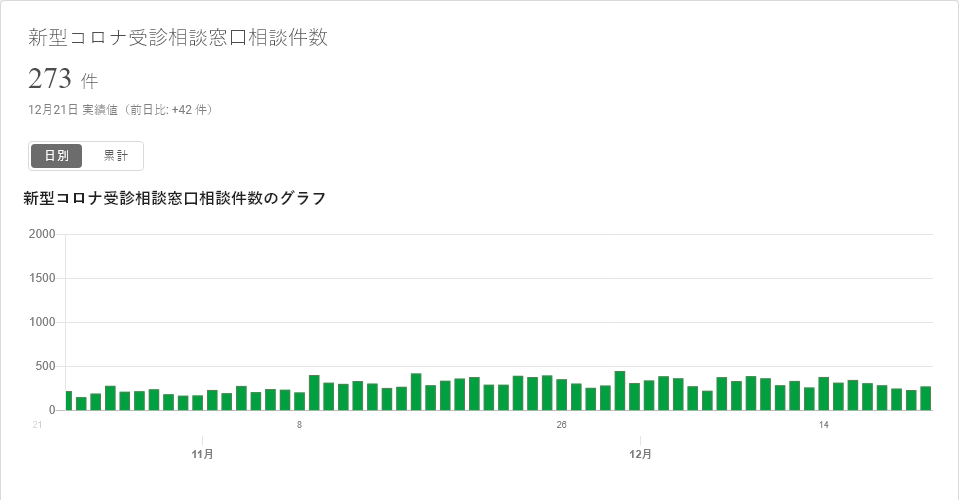 新型コロナ受診相談窓口相談件数
273 件
12月21日 実績値（前日比: +42 件）
日別 累計
新型コロナ受診相談窓口相談件数のグラフ
2000
1500
1000
500
0
21 8 26 14
11月 12月